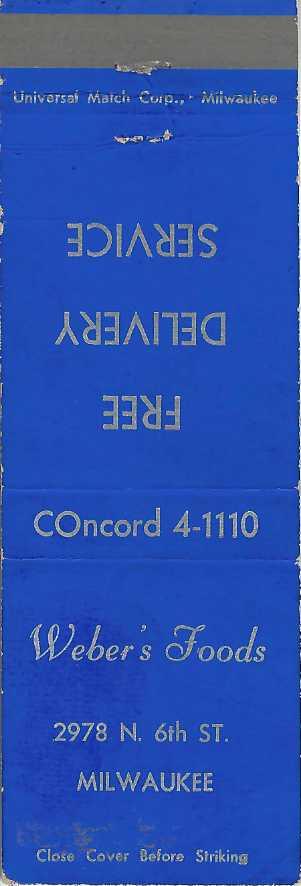 Universal Match Corp., Milwaukee
FREE
DELIVERY
SERVICE
COncord 4-1110
Weber's Foods
2978 N. 6th ST.
MILWAUKEE
Close Cover Before Striking